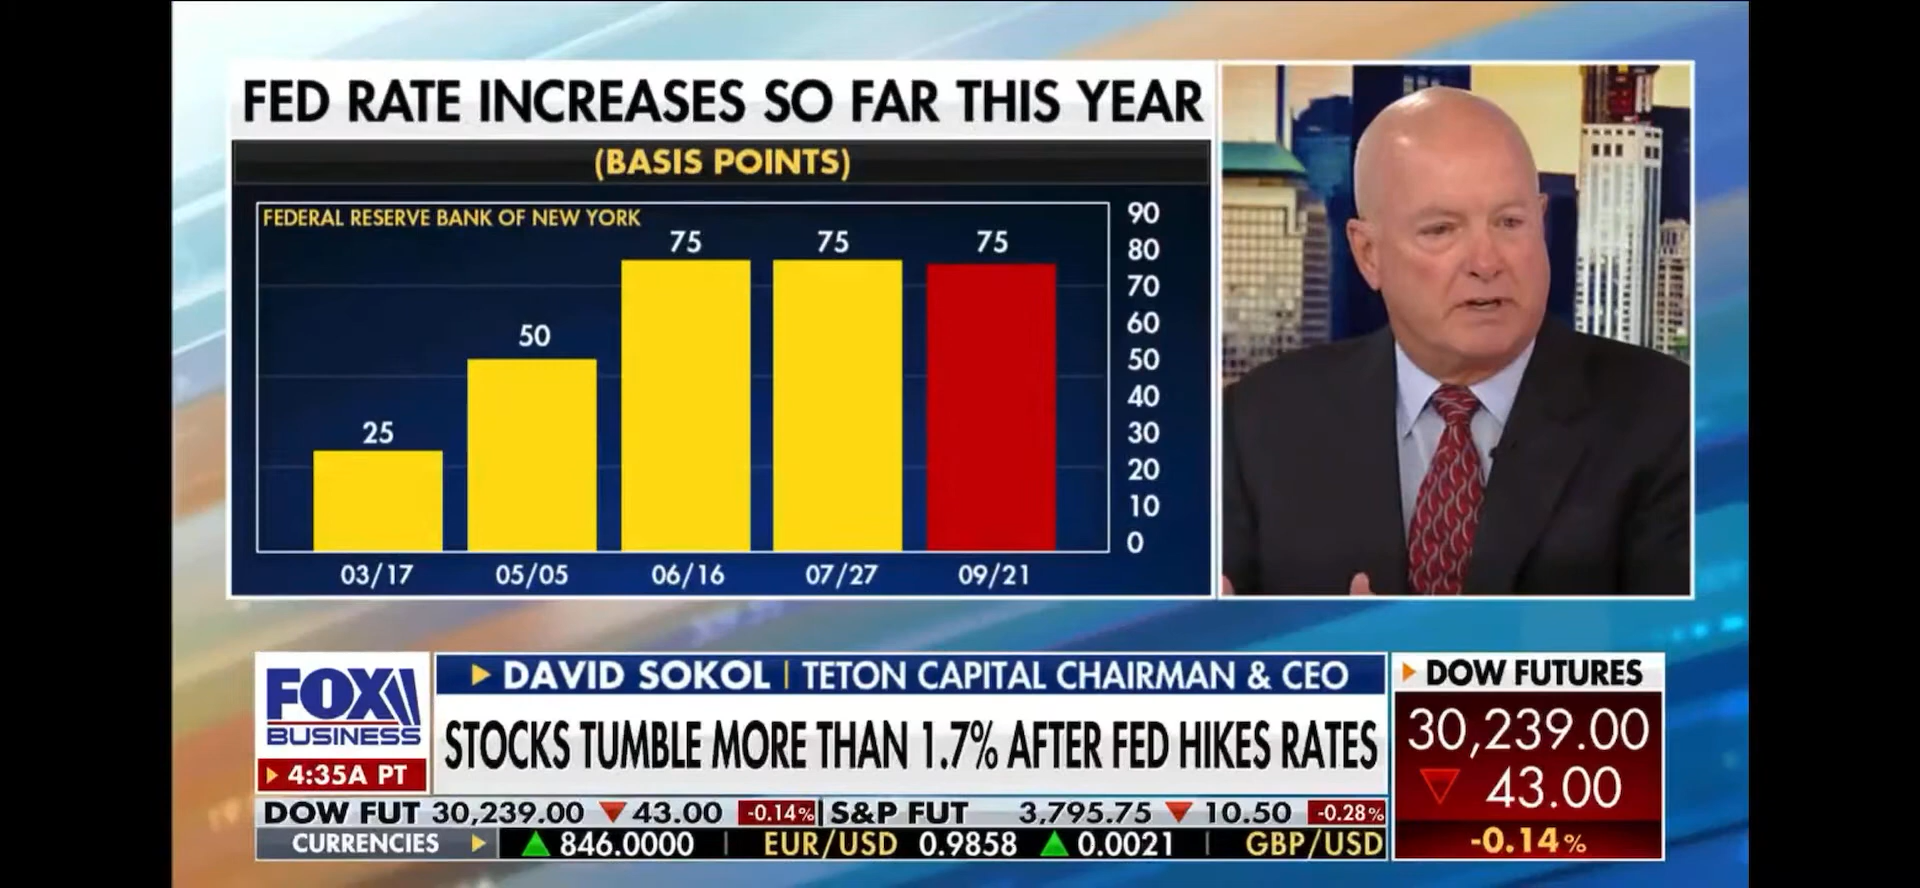 FED RATE INCREASES SO FAR THIS YEAR
(BASIS POINTS)
FEDERAL RESERVE BANK OF NEW YORK
25
50
75
75
75
90
80
70
60
50
40
30
20
10
0
03/17
05/05
06/16
07/27
09/21
FOX
BUSINESS
4:35A PT
DAVID SOKOL | TETON CAPITAL CHAIRMAN & CEO
STOCKS TUMBLE MORE THAN 1.7% AFTER FED HIKES RATES
DOW FUTURES
30,239.00
▼ 43.00
-0.14%
DOW FUT 30,239.00 ▼ 43.00 -0.14% S&P FUT 3,795.75 ▼ 10.50 -0.28%
CURRENCIES ▲ 846.0000 | EUR/USD 0.9858 ▲ 0.0021 | GBP/USD